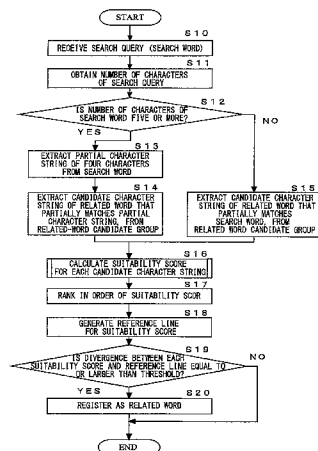 START
S10
RECEIVE SEARCH QUERY (SEARCH WORD)
S11
OBTAIN NUMBER OF CHARACTERS
OF SEARCH QUERY
S12
IS NUMBER OF CHARACTERS OF
SEARCH WORD FIVE OR MORE?
YES
NO
S13
EXTRACT PARTIAL CHARACTER
STRING OF FOUR CHARACTERS
FROM SEARCH WORD
S14
EXTRACT CANDIDATE CHARACTER
STRING OF RELATED WORD THAT
PARTIALLY MATCHES PARTIAL
CHARACTER STRING, FROM
RELATED-WORD CANDIDATE GROUP
S15
EXTRACT CANDIDATE CHARACTER
STRING OF RELATED WORD THAT
PARTIALLY MATCHES
SEARCH WORD, FROM
RELATED WORD CANDIDATE GROUP
S16
CALCULATE SUITABILITY SCORE
FOR EACH CANDIDATE CHARACTER STRING
S17
RANK IN ORDER OF SUITABILITY SCOR
S18
GENERATE REFERENCE LINE
FOR SUITABILITY SCORE
S19
IS DIVERGENCE BETWEEN EACH
SUITABILITY SCORE AND REFERENCE LINE EQUAL TO
OR LARGER THAN THRESHOLD?
NO
YES
S20
REGISTER AS RELATED WORD
END